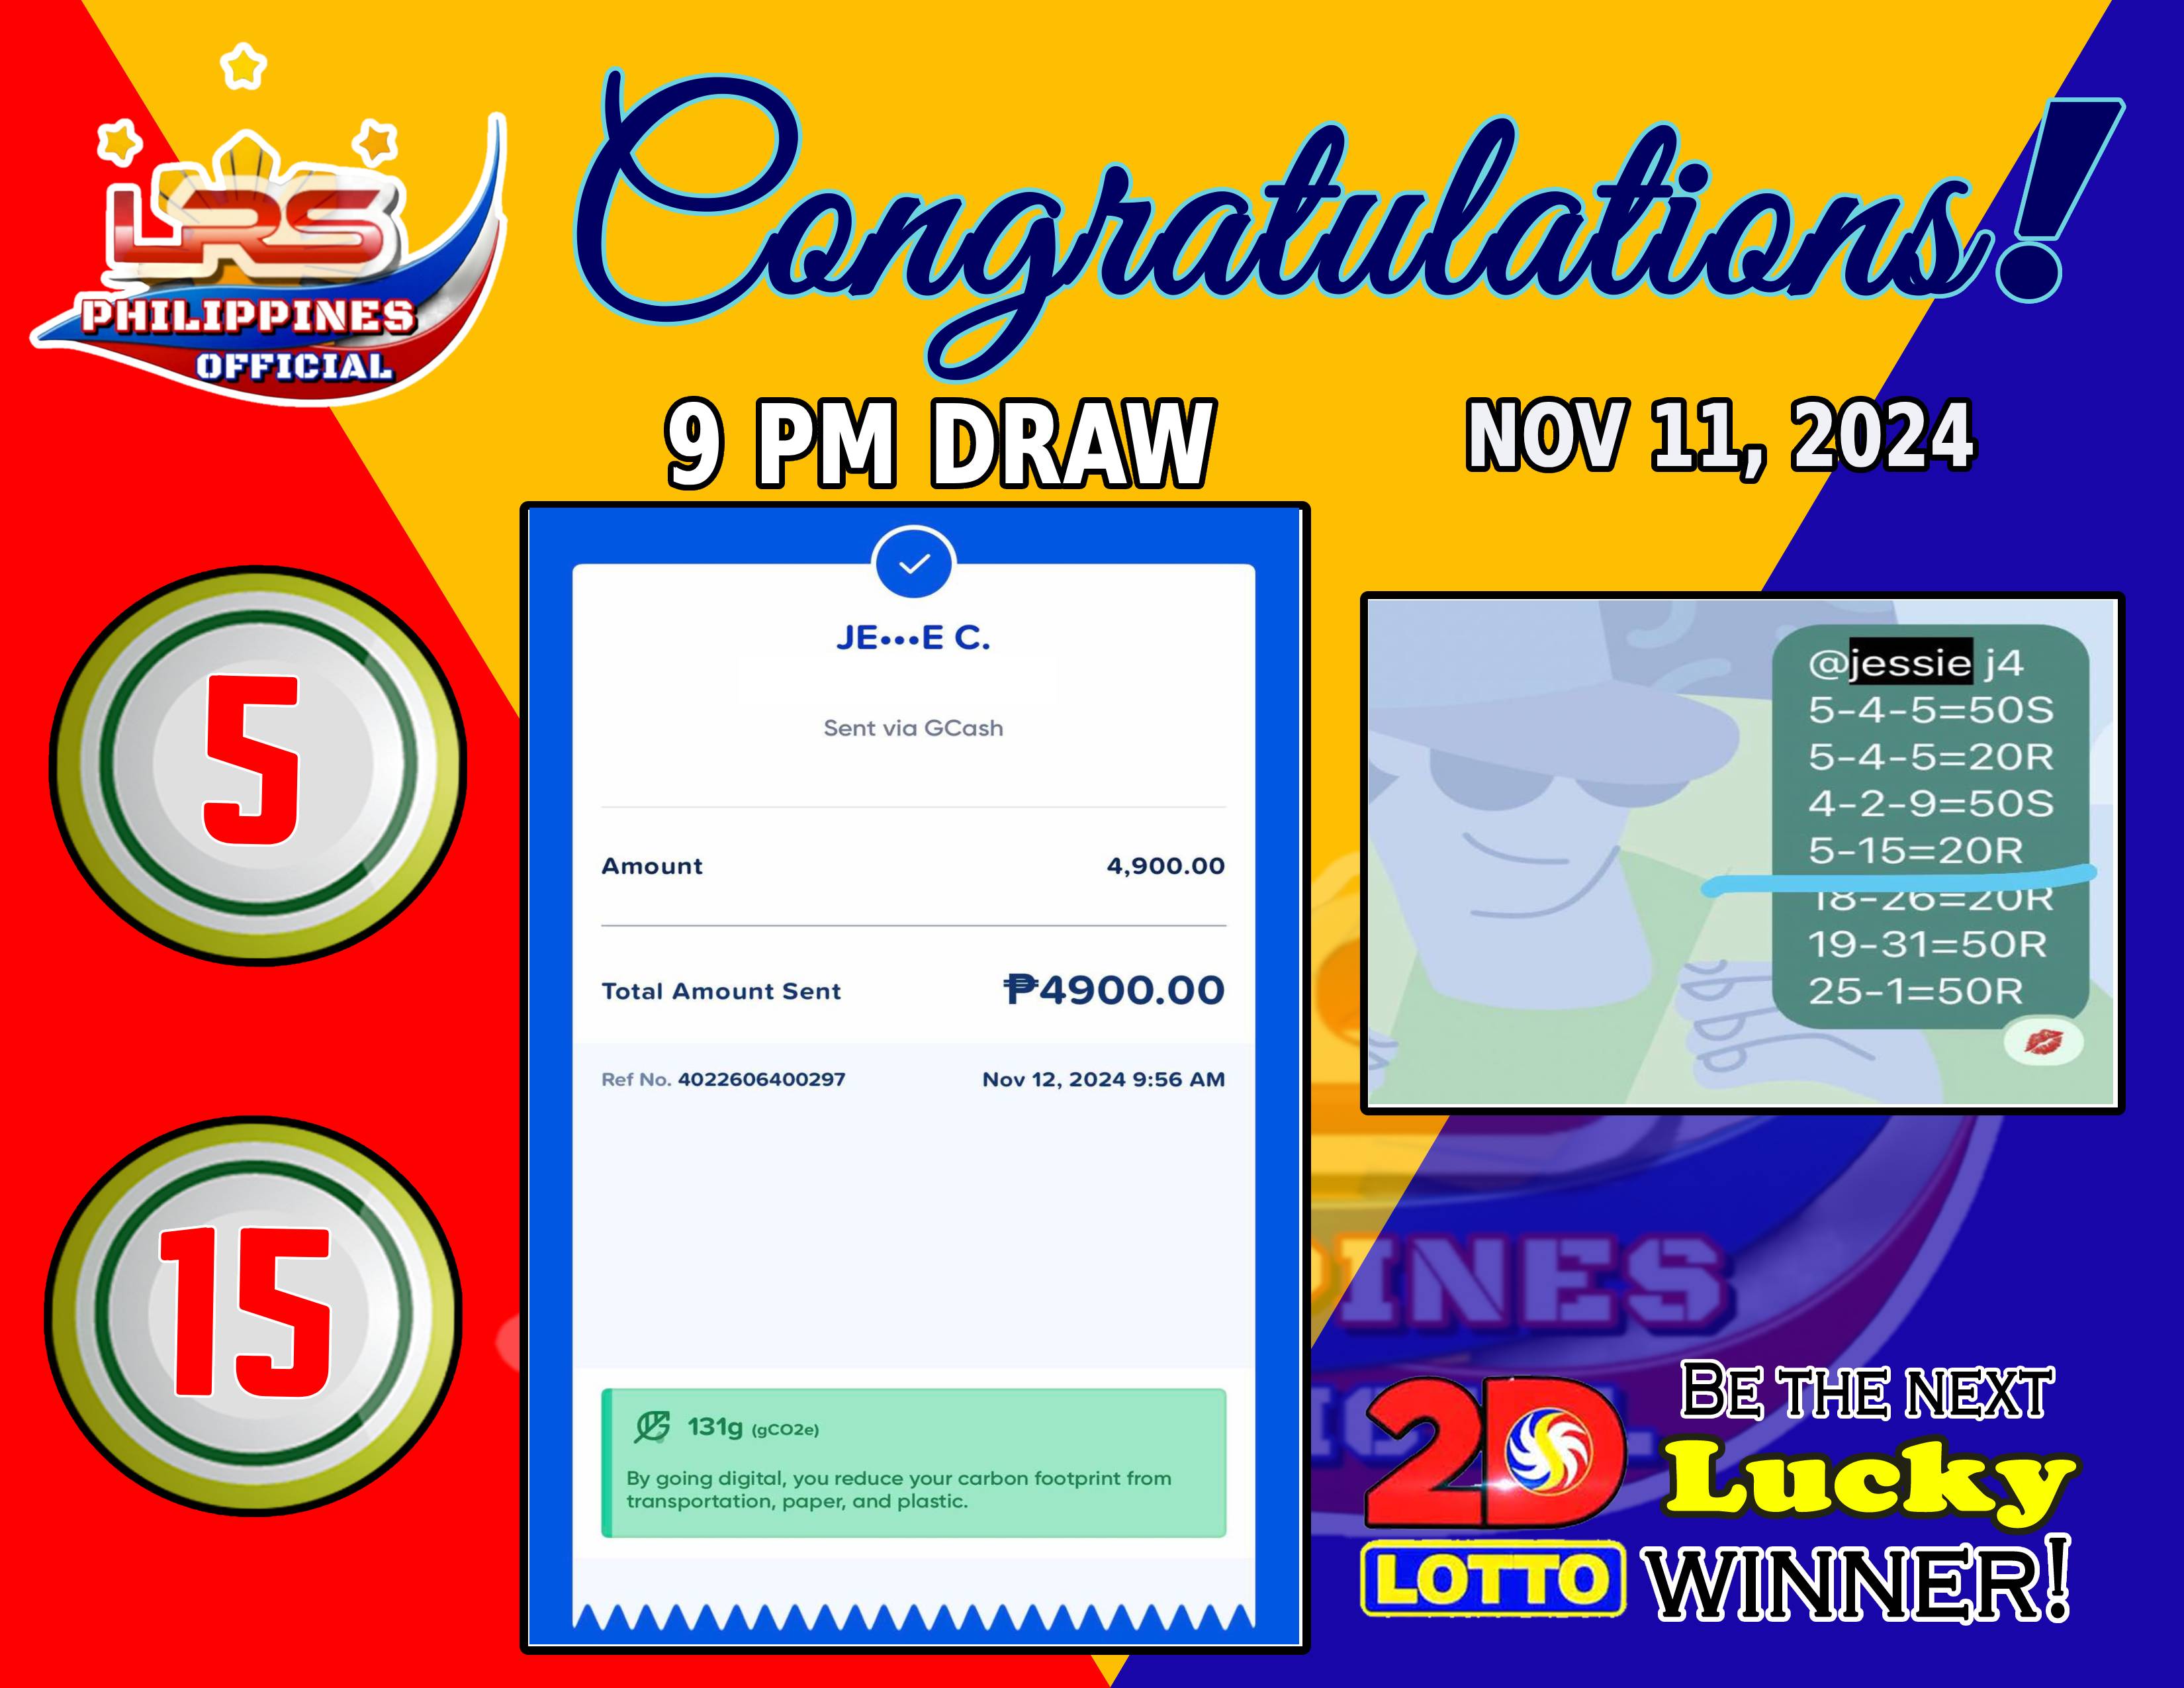 LRS
PHILIPPINES
OFFICIAL
Congratulations!
9 PM DRAW
NOV 11, 2024
5
15
JE•••E C.
Sent via GCash
Amount 4,900.00
Total Amount Sent ₱4900.00
Ref No. 4022606400297 Nov 12, 2024 9:56 AM
131g (gCO2e)
By going digital, you reduce your carbon footprint from
transportation, paper, and plastic.
@jessie j4
5-4-5=50S
5-4-5=20R
4-2-9=50S
5-15=20R
18-26=20R
19-31=50R
25-1=50R
PINES
2D
LOTTO
BE THE NEXT
Lucky
WINNER!